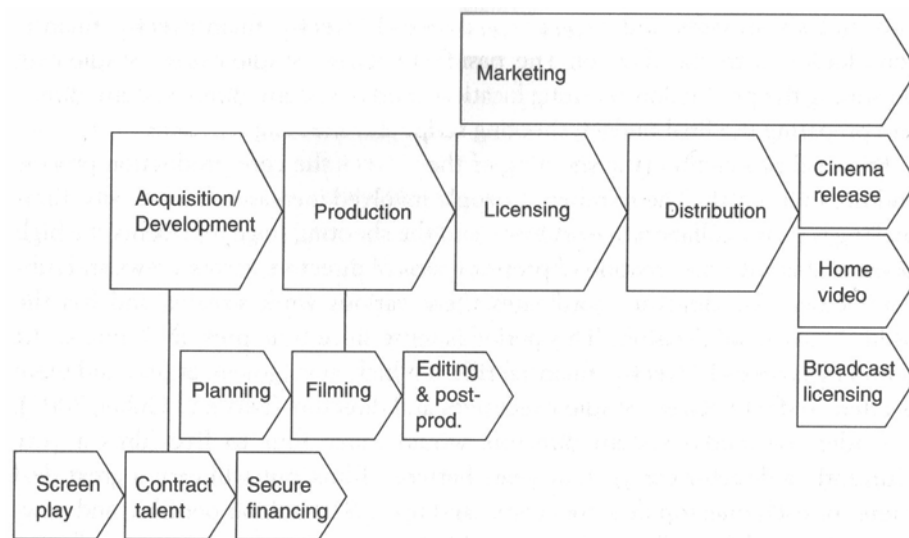 Marketing
Acquisition/
Development
Production
Licensing
Distribution
Cinema
release
Home
video
Broadcast
licensing
Planning
Filming
Editing
& post-
prod.
Screen
play
Contract
talent
Secure
financing